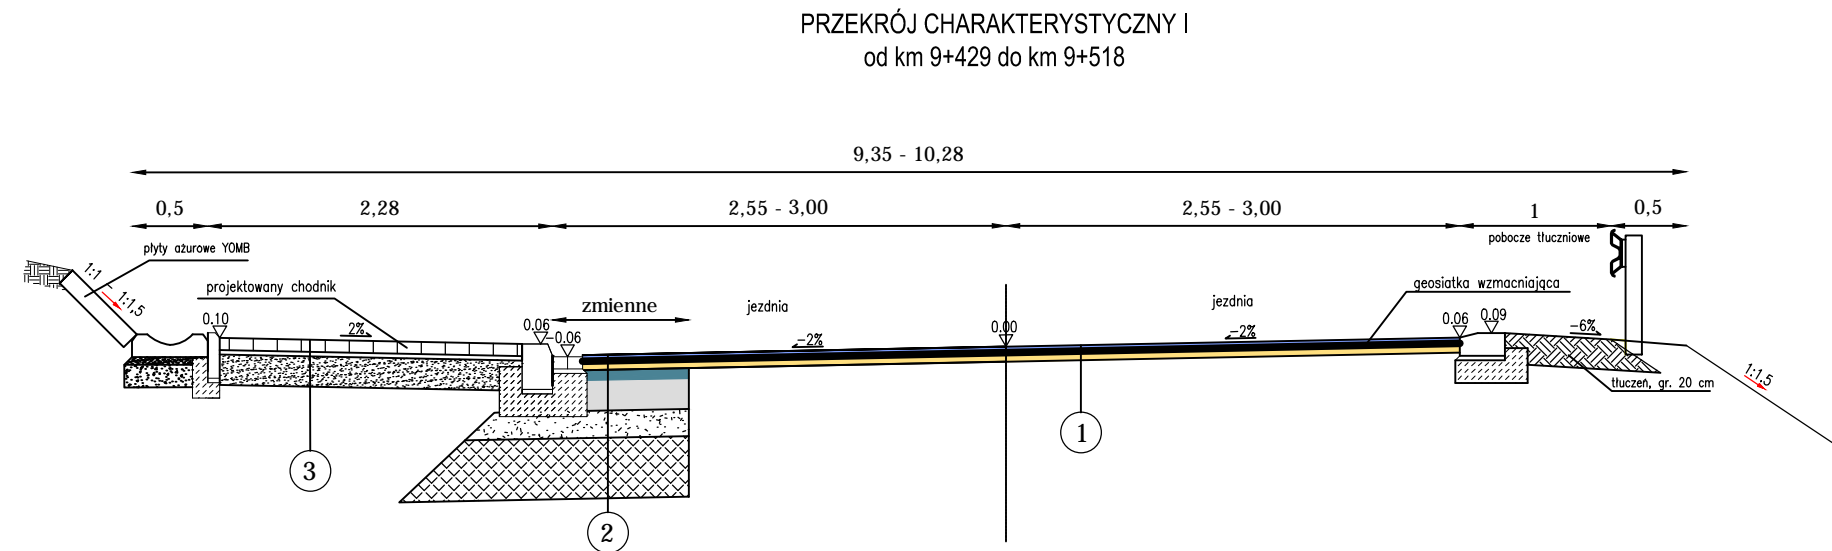 PRZEKRÓJ CHARAKTERYSTYCZNY I
od km 9+429 do km 9+518
9,35 - 10,28
0,5
2,28
2,55 - 3,00
2,55 - 3,00
1
0,5
płyty ażurowe YOMB
pobocze tłuczniowe
1:1 -
1:1,5
projektowany chodnik
zmienne
jezdnia
jezdnia
geosiatka wzmacniająca
0.10
2%
0.06
-0.06
-2%
0.00
-2%
0.06
0.09
-6%
tłuczeń, gr. 20 cm
1:1.5
3
2
1